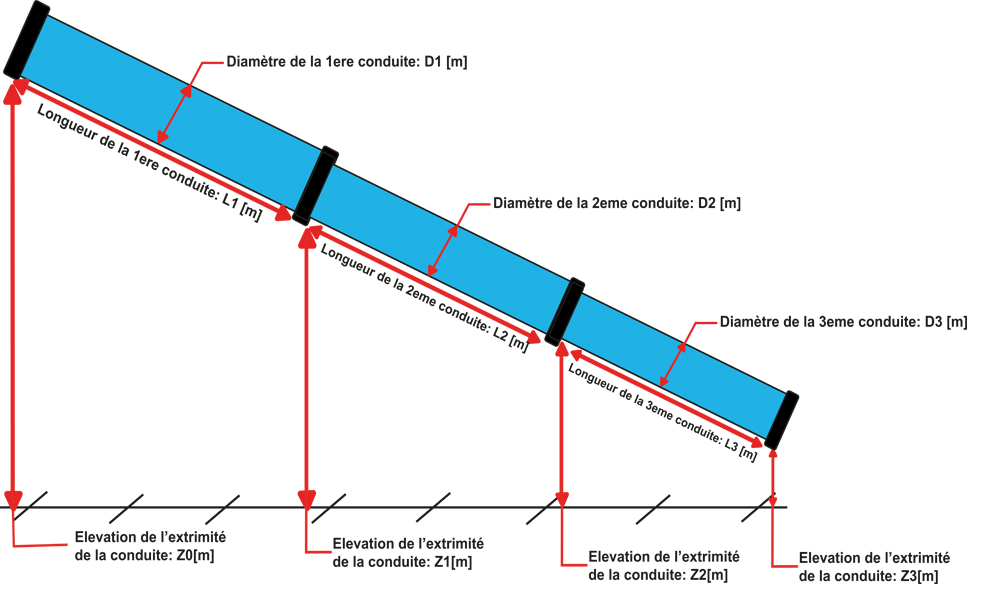 Diamètre de la 1ere conduite: D1 [m]
Longueur de la 1ère conduite: L1 [m]
Diamètre de la 2eme conduite: D2 [m]
Longueur de la 2emé conduite: L2 [m]
Diamètre de la 3eme conduite: D3 [m]
Longueur de la 3eme conduite: L3 [m]
Elevation de l'extrimité
de la conduite: Z0[m]
Elevation de l'extrimité
de la conduite: Z1[m]
Elevation de l'extrimité
de la conduite: Z2[m]
Elevation de l'extrimité
de la conduite: Z3[m]